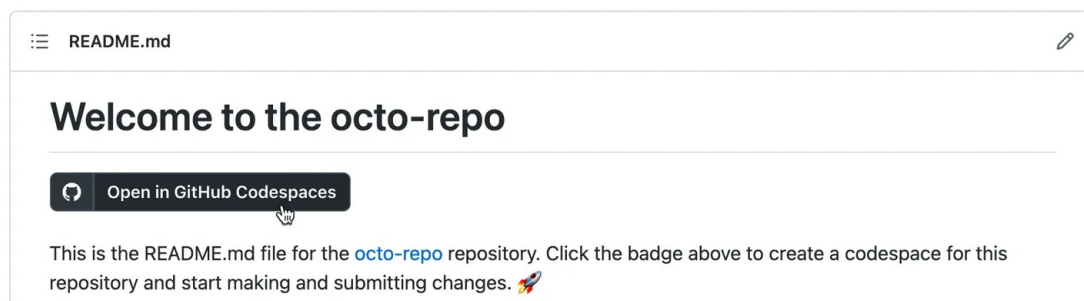 README.md
Welcome to the octo-repo
Open in GitHub Codespaces
This is the README.md file for the octo-repo repository. Click the badge above to create a codespace for this
repository and start making and submitting changes. 🚀